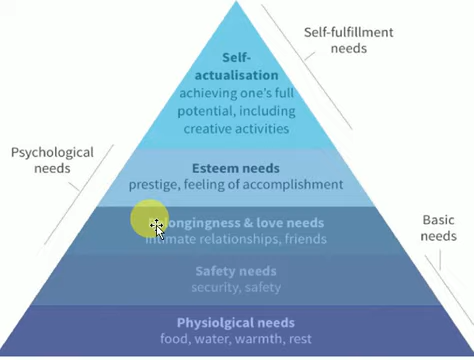 Self-fulfillment
needs
Self-
actualisation
achieving one's full
potential, including
creative activities
Psychological
needs
Esteem needs
prestige, feeling of accomplishment
Belongingness & love needs
intimate relationships, friends
Basic
needs
Safety needs
security, safety
Physiolgical needs
food, water, warmth, rest